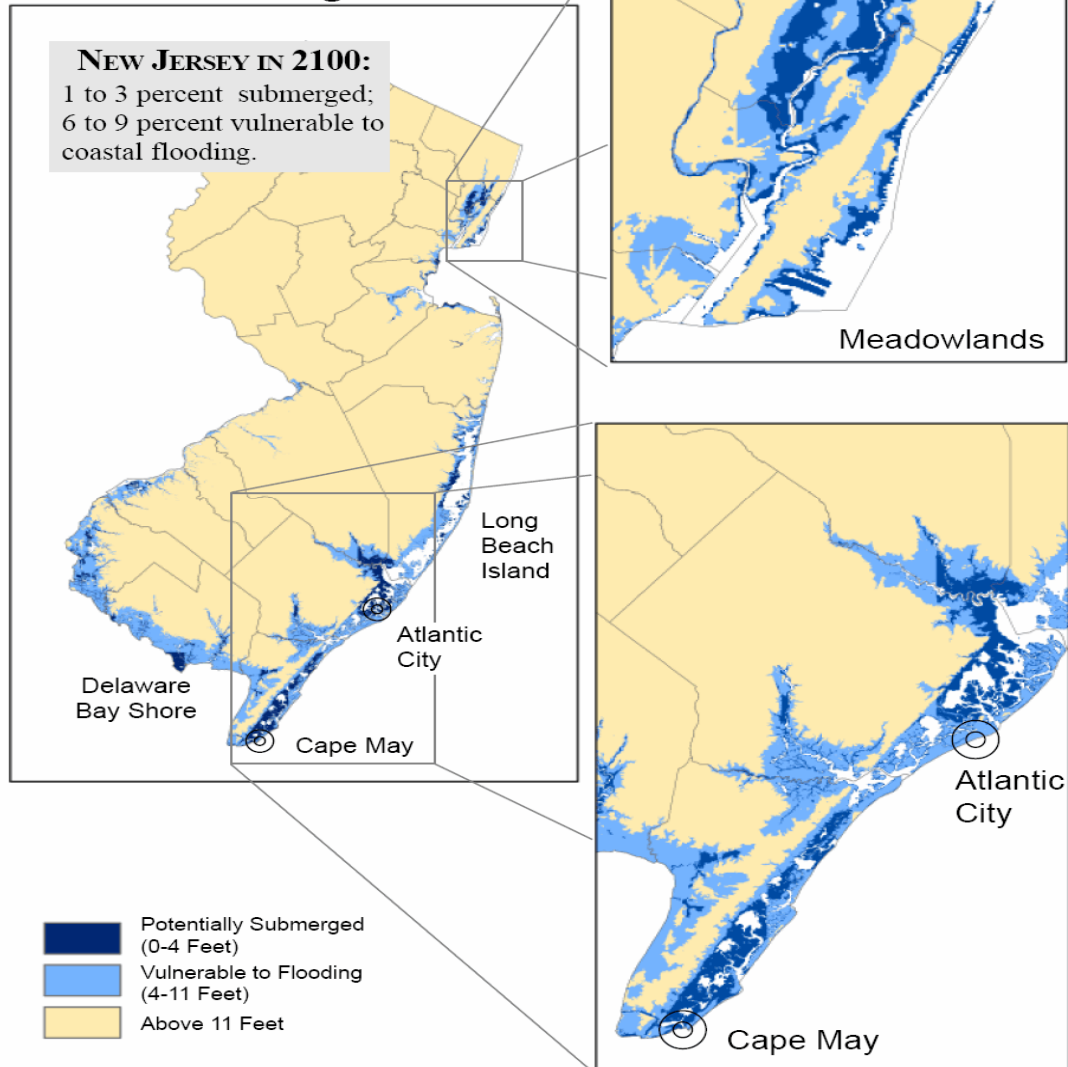 NEW JERSEY IN 2100:
1 to 3 percent submerged;
6 to 9 percent vulnerable to
coastal flooding.
Meadowlands
Long
Beach
Island
Atlantic
City
Delaware
Bay Shore
Cape May
Atlantic
City
Cape May
Potentially Submerged
(0-4 Feet)
Vulnerable to Flooding
(4-11 Feet)
Above 11 Feet